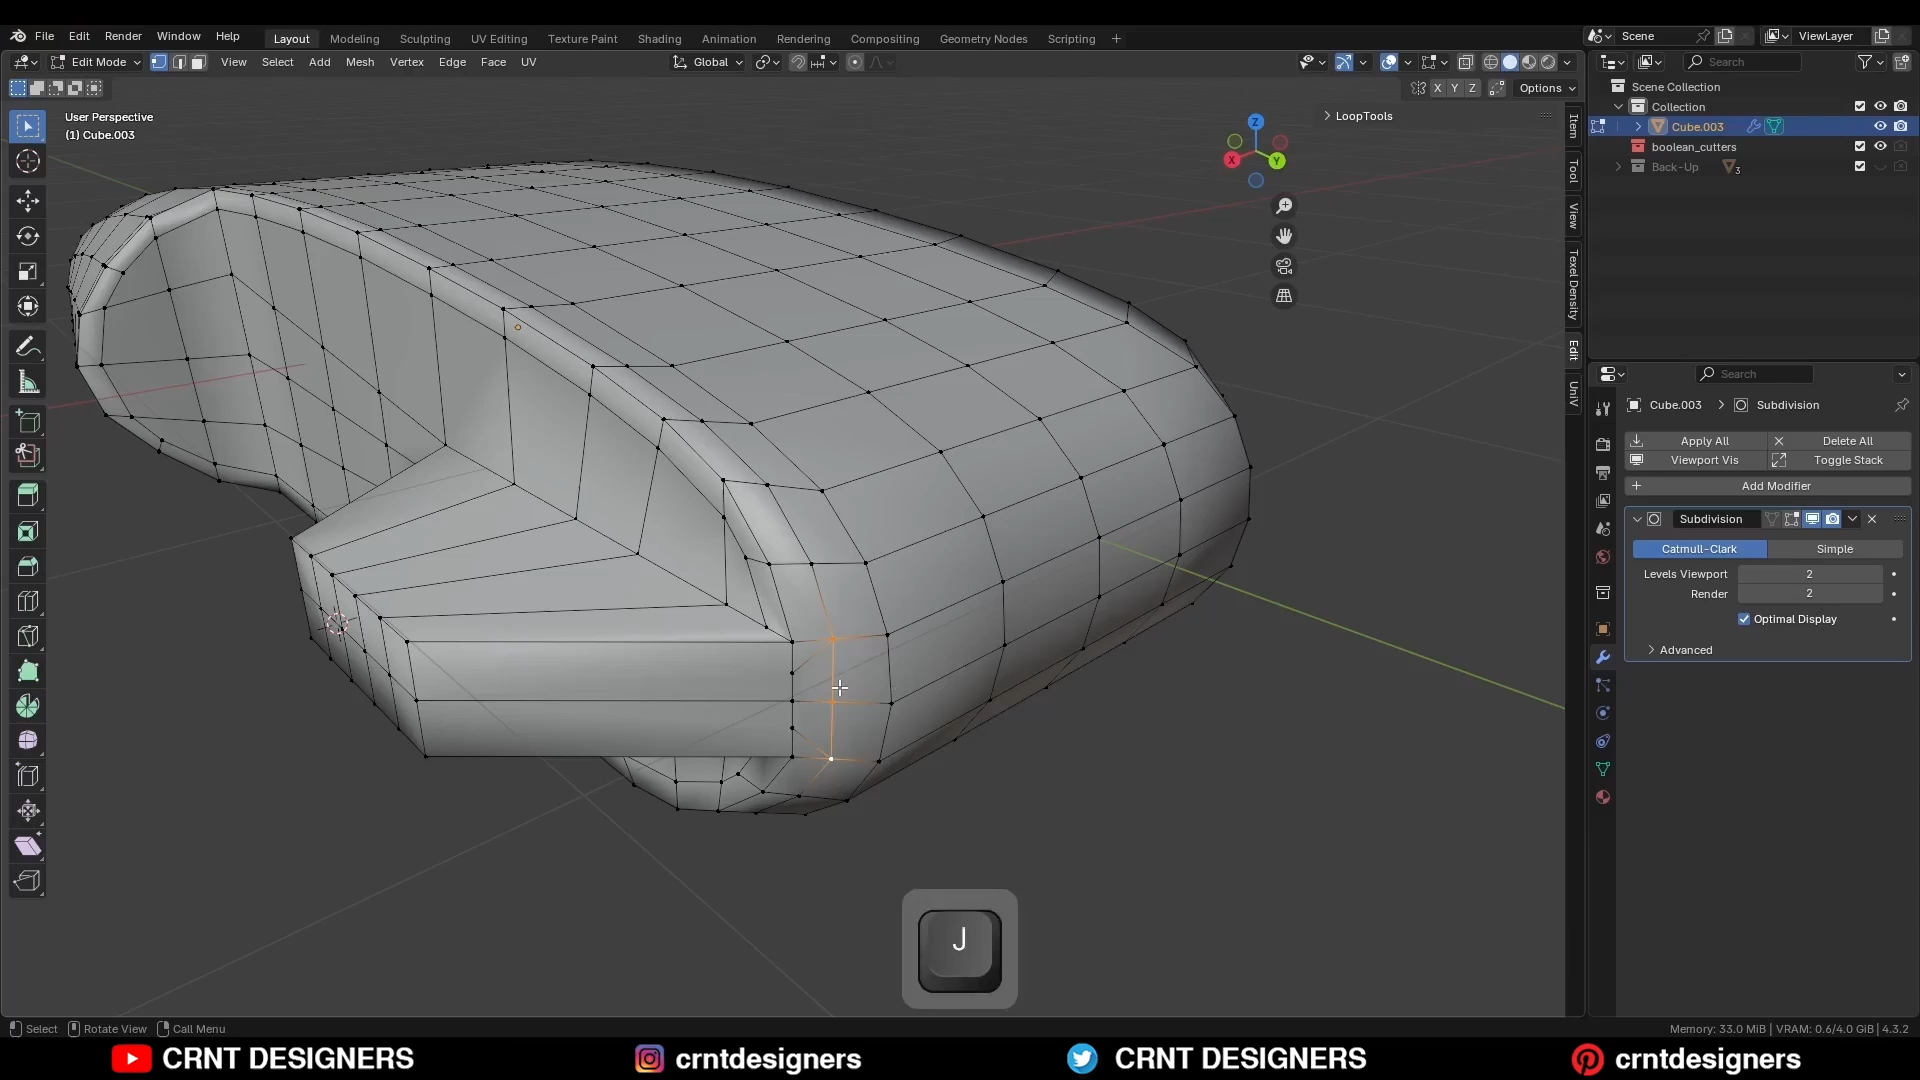 File Edit Render Window Help Layout Modeling Sculpting UV Editing Texture Paint Shading Animation Rendering Compositing Geometry Nodes Scripting + Scene ViewLayer
Edit Mode View Select Add Mesh Vertex Edge Face UV Global Search
X Y Z Options
User Perspective
(1) Cube.003
LoopTools
Z
X
Y
Item
Tool
View
Texel Density
Edit
UniV
Scene Collection
Collection
Cube.003
boolean_cutters
Back-Up 3
Search
Cube.003 Subdivision
Apply All Delete All
Viewport Vis Toggle Stack
Add Modifier
Subdivision
Catmull-Clark Simple
Levels Viewport 2
Render 2
Optimal Display
Advanced
J
Select Rotate View Call Menu Memory: 33.0 MiB | VRAM: 0.6/4.0 GiB | 4.3.2
CRNT DESIGNERS crntdesigners CRNT DESIGNERS crntdesigners